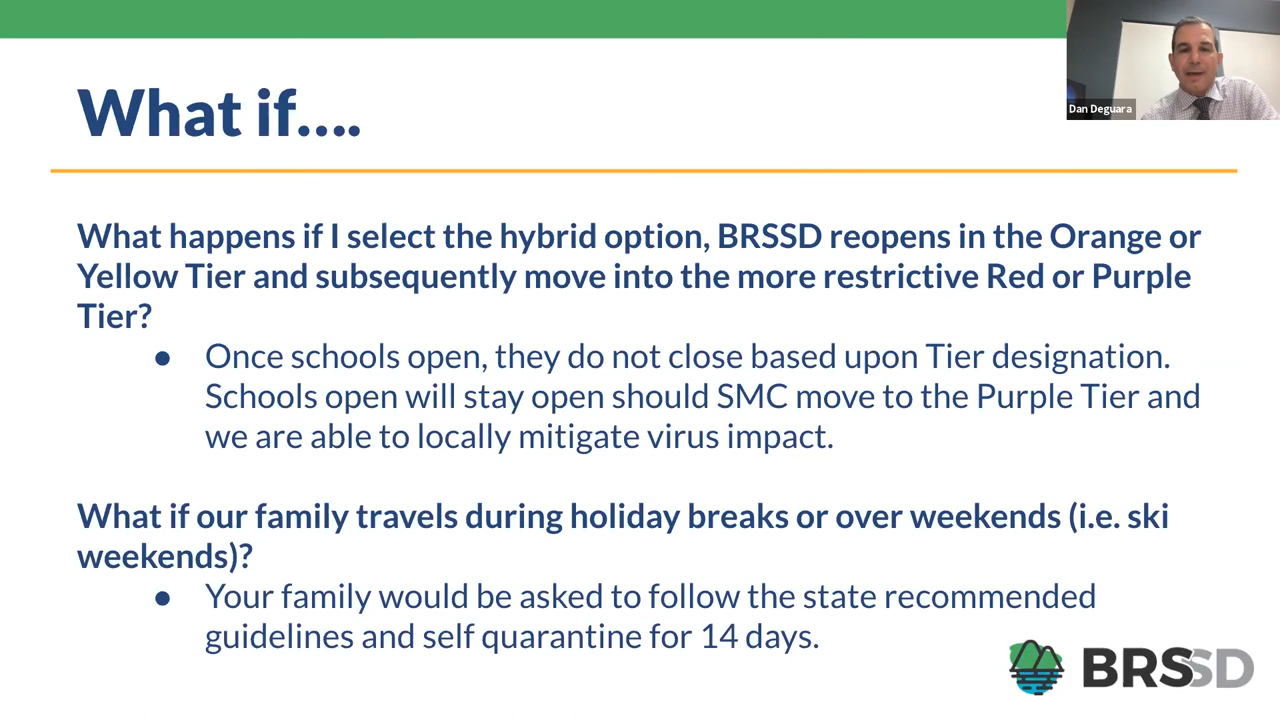 What if....
Dan Deguara
What happens if I select the hybrid option, BRSSD reopens in the Orange or
Yellow Tier and subsequently move into the more restrictive Red or Purple
Tier?
● Once schools open, they do not close based upon Tier designation.
Schools open will stay open should SMC move to the Purple Tier and
we are able to locally mitigate virus impact.
What if our family travels during holiday breaks or over weekends (i.e. ski
weekends)?
● Your family would be asked to follow the state recommended
guidelines and self quarantine for 14 days.
BRSSD